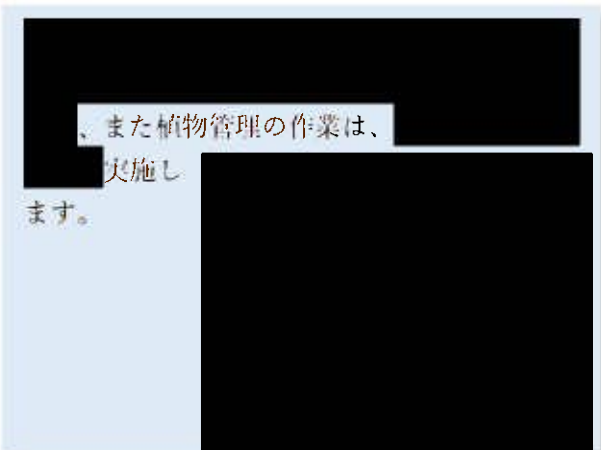 、また植物管理の作業は、
実施し
ます。